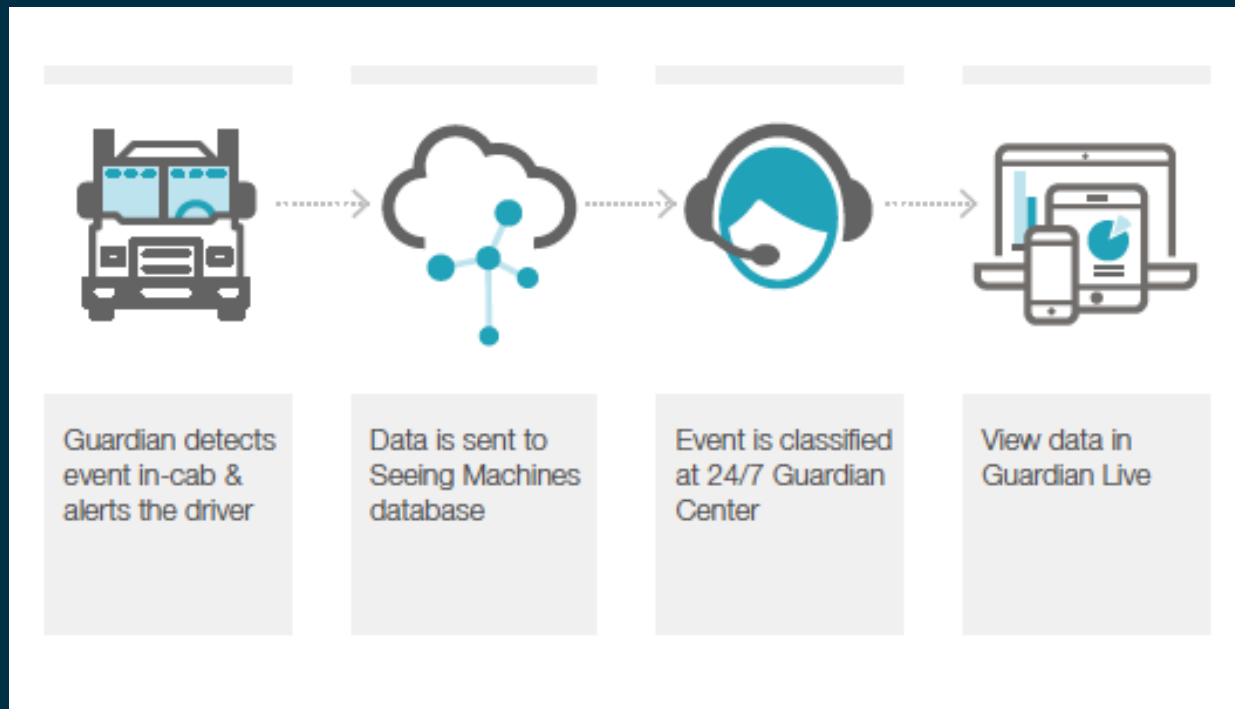 Guardian detects
event in-cab &
alerts the driver
Data is sent to
Seeing Machines
database
Event is classified
at 24/7 Guardian
Center
View data in
Guardian Live